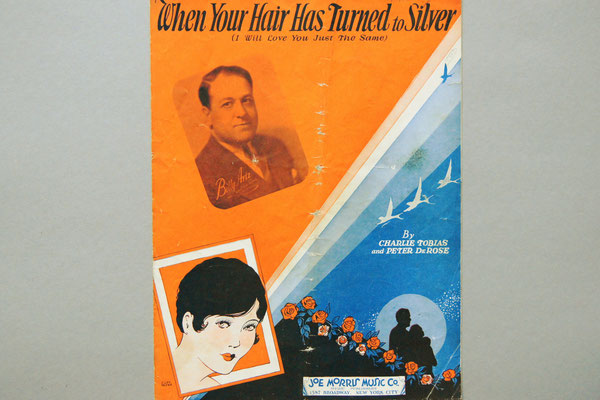 When Your Hair Has Turned to Silver
(I Will Love You Just The Same)
By
CHARLIE TOBIAS
and PETER DeROSE
JOE MORRIS MUSIC CO.
1587 BROADWAY, NEW YORK CITY